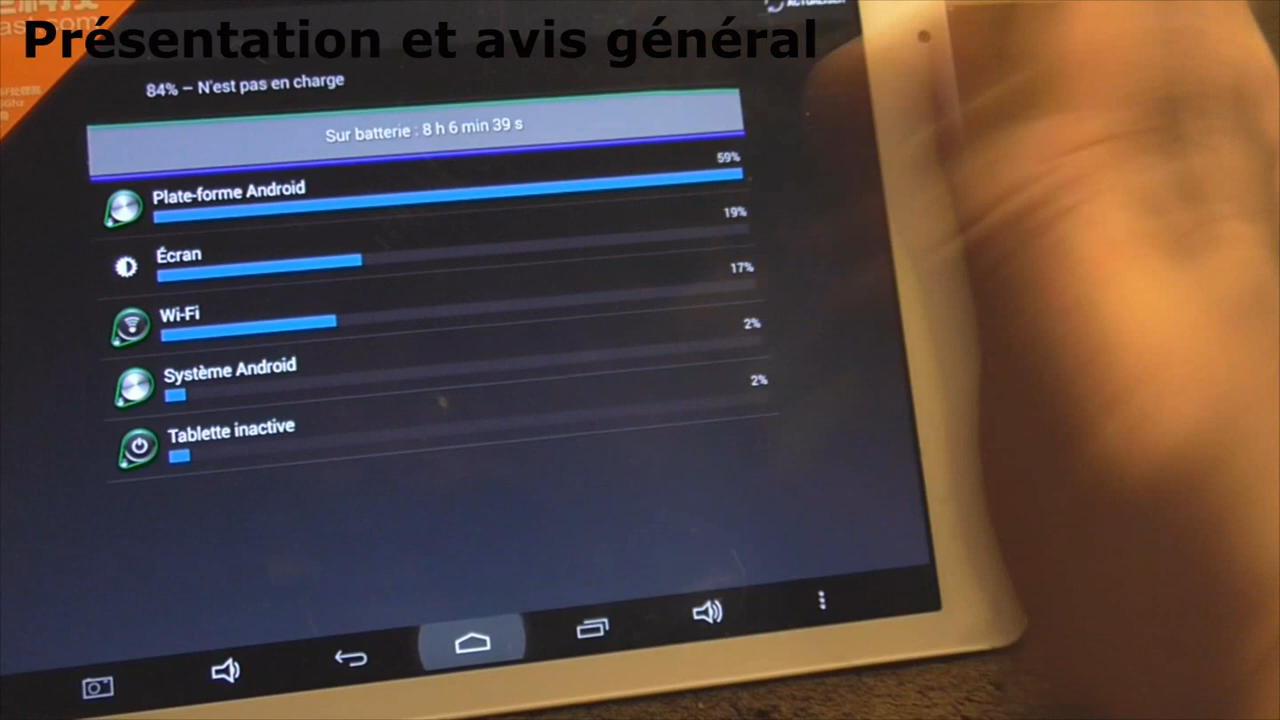 Présentation et avis général
ACTUALISER
84% – N'est pas en charge
Sur batterie : 8 h 6 min 39 s
Plate-forme Android
59%
Écran
19%
Wi-Fi
17%
Système Android
2%
Tablette inactive
2%